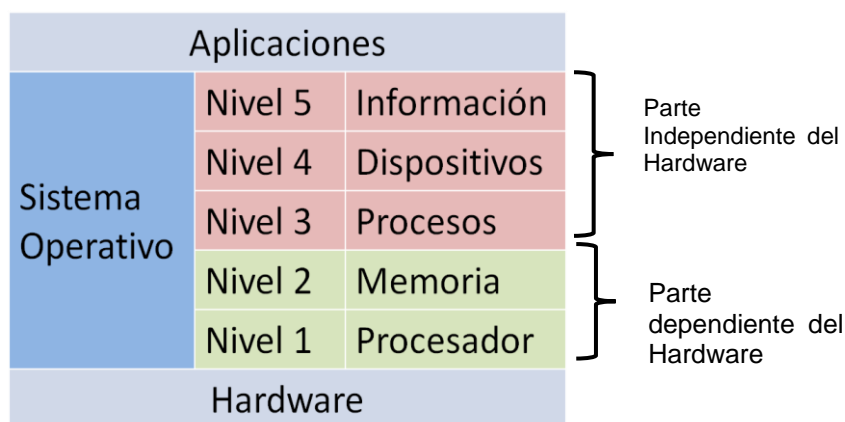 Aplicaciones
Sistema
Operativo
Nivel 5 Información
Nivel 4 Dispositivos
Nivel 3 Procesos
Nivel 2 Memoria
Nivel 1 Procesador
Hardware
Parte
Independiente del
Hardware
Parte
dependiente del
Hardware